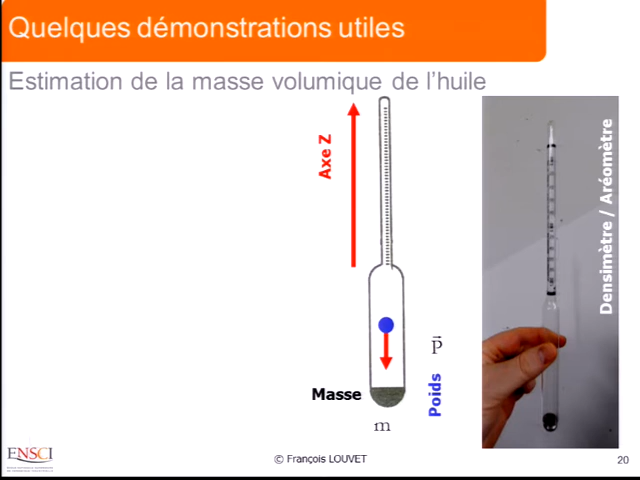 Quelques démonstrations utiles
Estimation de la masse volumique de l'huile
Axe Z
Densimètre / Aréomètre
p
Masse
Poids
m
ENSCI
© François LOUVET
20